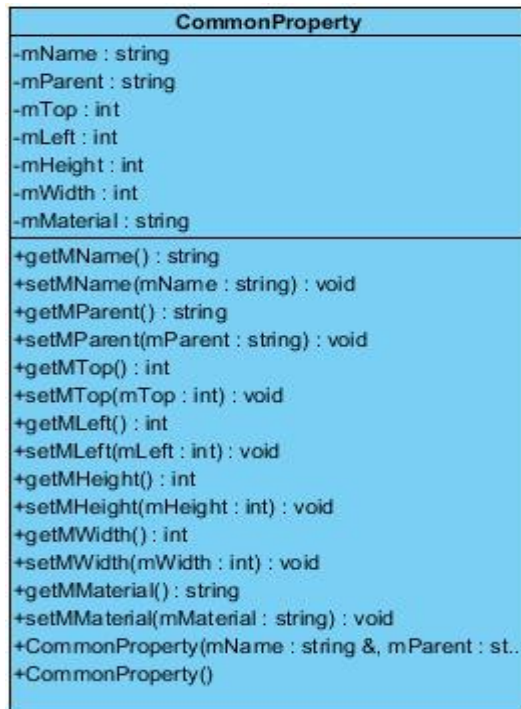 CommonProperty
-mName : string
-mParent : string
-mTop : int
-mLeft : int
-mHeight : int
-mWidth : int
-mMaterial : string
+getMName() : string
+setMName(mName : string) : void
+getMParent() : string
+setMParent(mParent : string) : void
+getMTop() : int
+setMTop(mTop : int) : void
+getMLeft() : int
+setMLeft(mLeft : int) : void
+getMHeight() : int
+setMHeight(mHeight : int) : void
+getMWidth() : int
+setMWidth(mWidth : int) : void
+getMMaterial() : string
+setMMaterial(mMaterial : string) : void
+CommonProperty(mName : string &, mParent : st..
+CommonProperty()